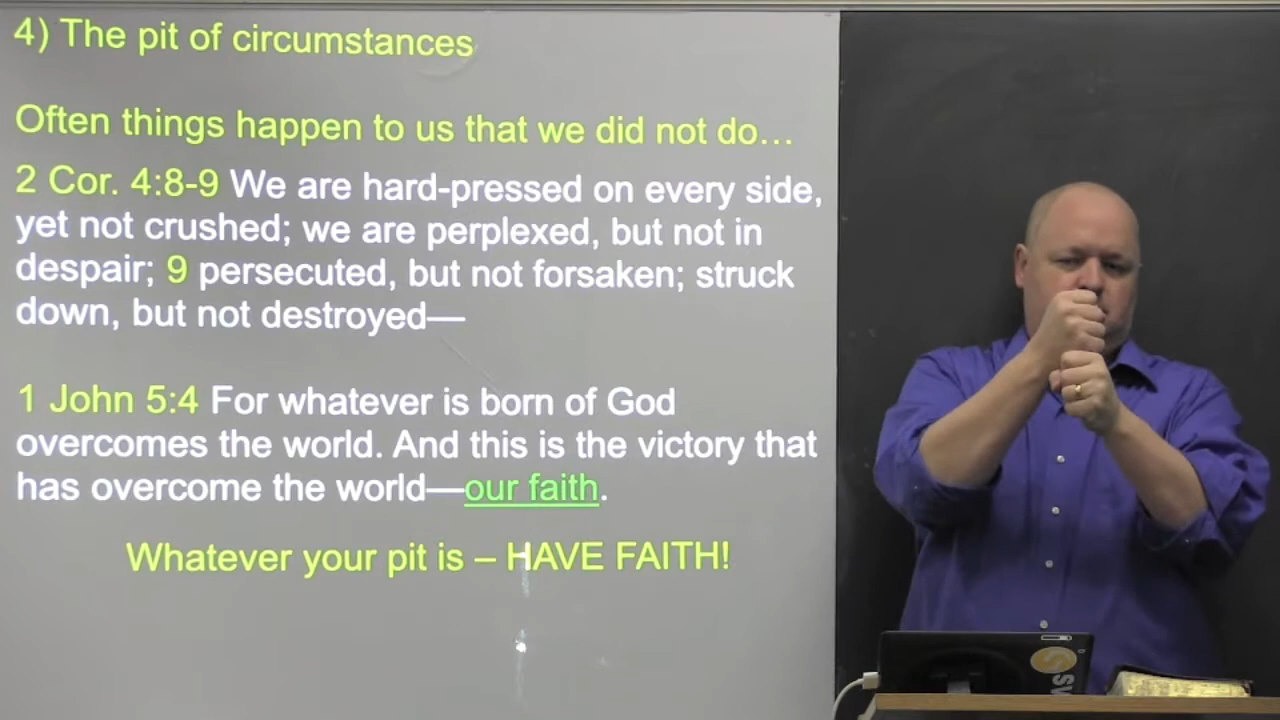 4) The pit of circumstances
Often things happen to us that we did not do…
2 Cor. 4:8-9 We are hard-pressed on every side,
yet not crushed; we are perplexed, but not in
despair; 9 persecuted, but not forsaken; struck
down, but not destroyed—
1 John 5:4 For whatever is born of God
overcomes the world. And this is the victory that
has overcome the world—our faith.
Whatever your pit is – HAVE FAITH!